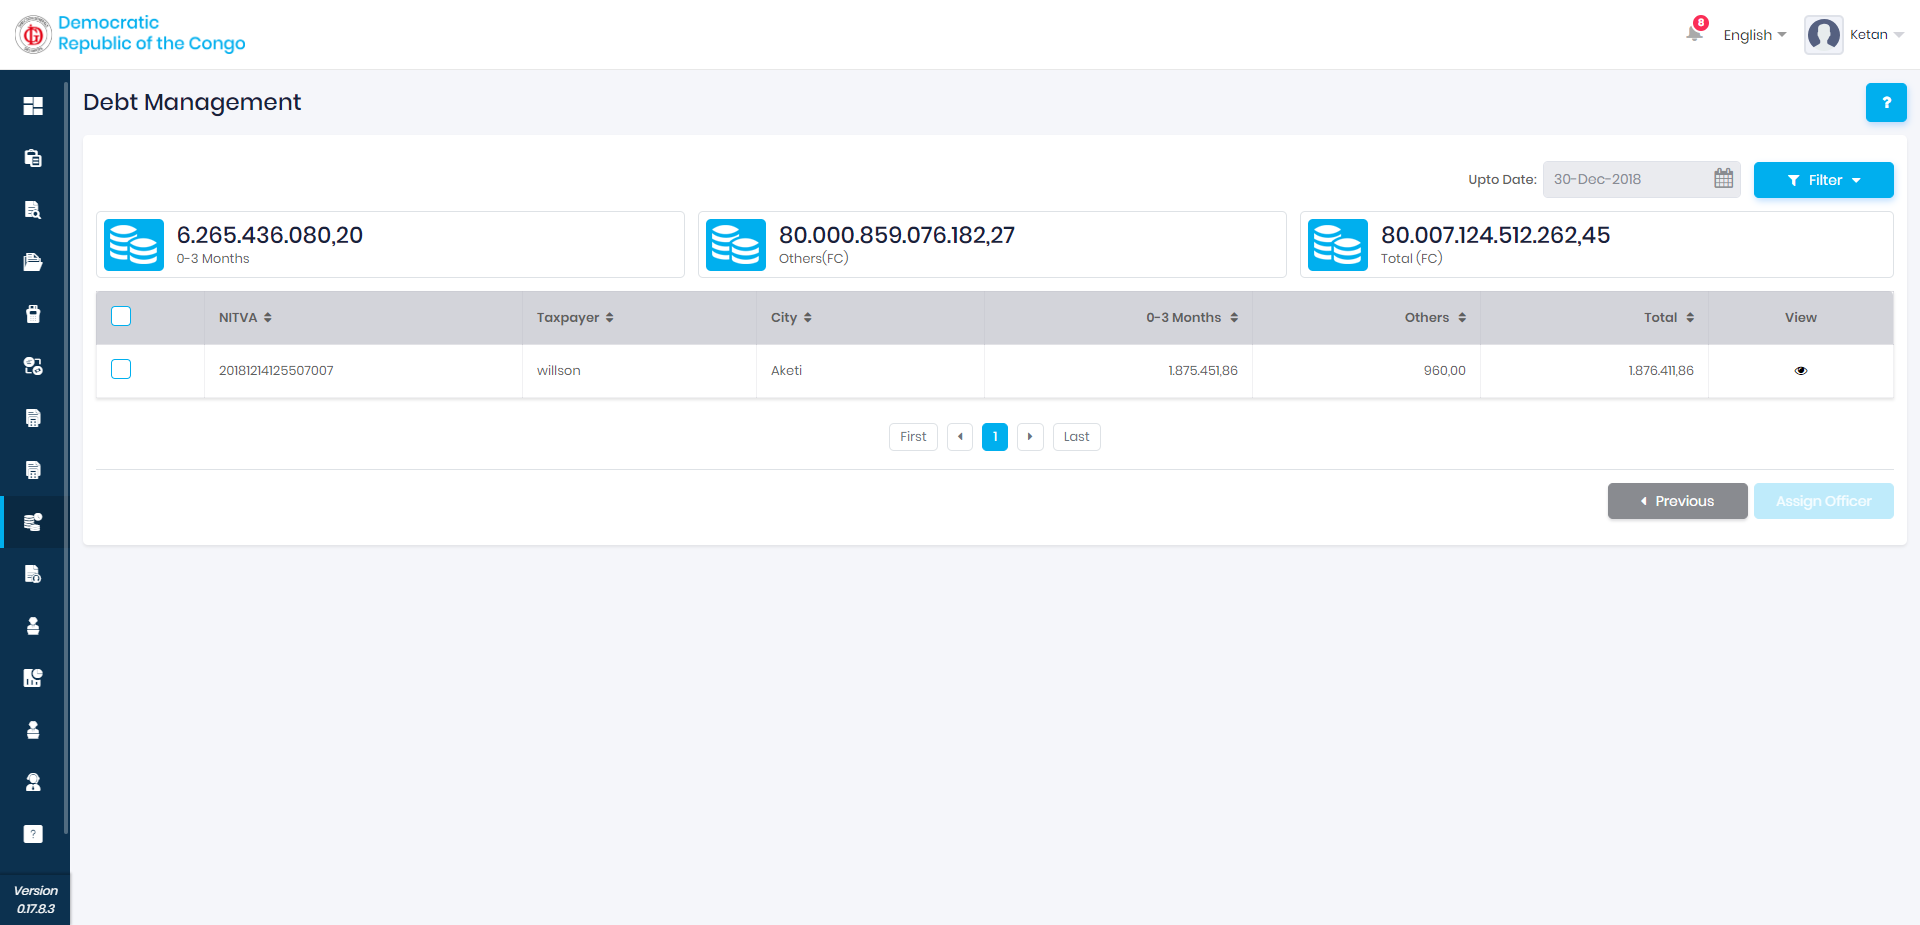 Democratic
Republic of the Congo
8
English
Ketan
Debt Management
?
Upto Date:
30-Dec-2018
Filter
6.265.436.080,20
0-3 Months
80.000.859.076.182,27
Others(FC)
80.007.124.512.262,45
Total (FC)
NITVA
Taxpayer
City
0-3 Months
Others
Total
View
20181214125507007
willson
Aketi
1.875.451,86
960,00
1.876.411,86
First
1
Last
Previous
Assign Officer
?
Version
0.17.8.3